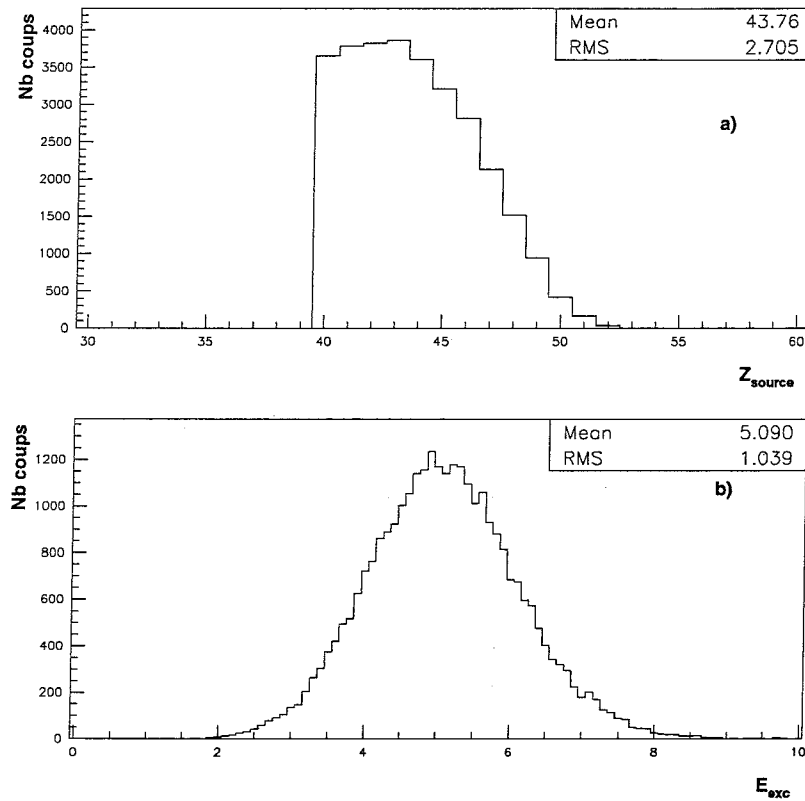 Nb coups
4000
3500
3000
2500
2000
1500
1000
500
0
Mean 43.76
RMS 2.705
a)
30 35 40 45 50 55 60
Z_source
Nb coups
1200
1000
800
600
400
200
0
Mean 5.090
RMS 1.039
b)
0 2 4 6 8 10
E_exc